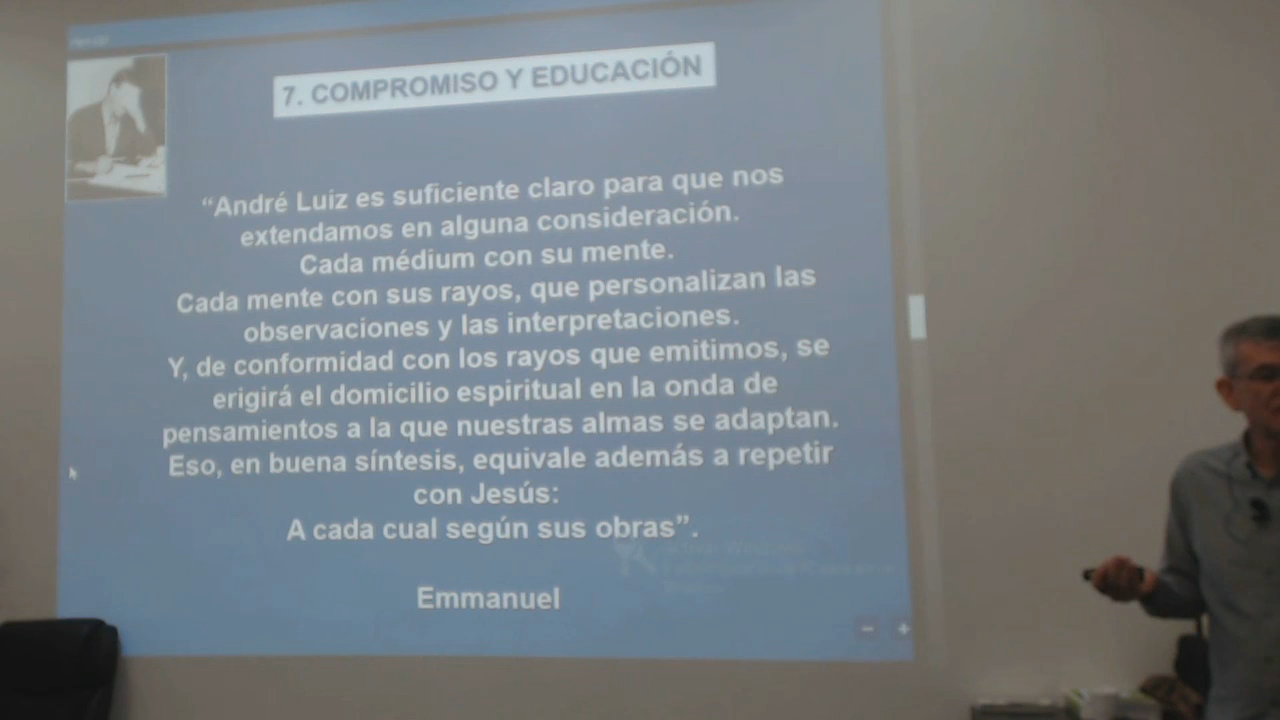 7. COMPROMISO Y EDUCACIÓN
“André Luiz es suficiente claro para que nos
extendamos en alguna consideración.
Cada médium con su mente.
Cada mente con sus rayos, que personalizan las
observaciones y las interpretaciones.
Y, de conformidad con los rayos que emitimos, se
erigirá el domicilio espiritual en la onda de
pensamientos a la que nuestras almas se adaptan.
Eso, en buena síntesis, equivale además a repetir
con Jesús:
A cada cual según sus obras”.
Emmanuel